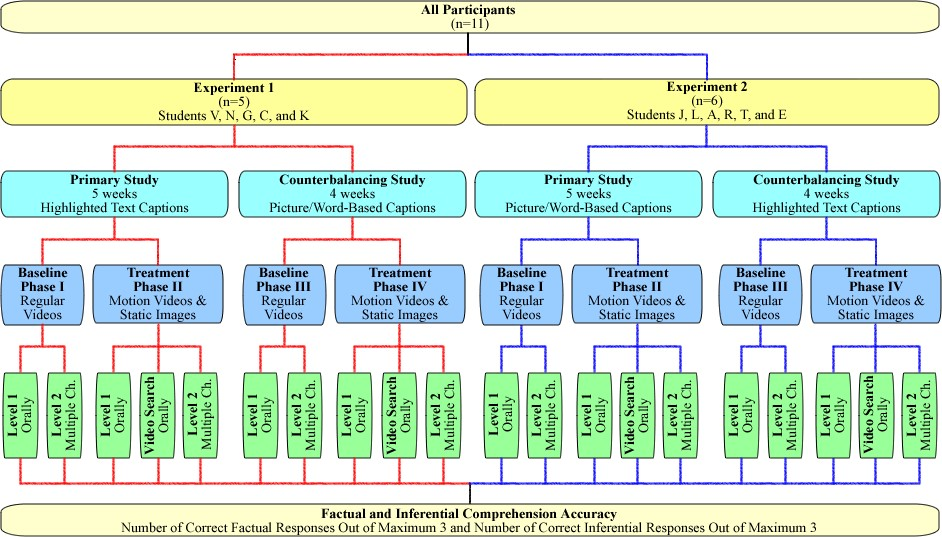 All Participants
(n=11)
Experiment 1
(n=5)
Students V, N, G, C, and K
Experiment 2
(n=6)
Students J, L, A, R, T, and E
Primary Study
5 weeks
Highlighted Text Captions
Counterbalancing Study
4 weeks
Picture/Word-Based Captions
Primary Study
5 weeks
Picture/Word-Based Captions
Counterbalancing Study
4 weeks
Highlighted Text Captions
Baseline
Phase I
Regular
Videos
Treatment
Phase II
Motion Videos &
Static Images
Baseline
Phase III
Regular
Videos
Treatment
Phase IV
Motion Videos &
Static Images
Baseline
Phase I
Regular
Videos
Treatment
Phase II
Motion Videos &
Static Images
Baseline
Phase III
Regular
Videos
Treatment
Phase IV
Motion Videos &
Static Images
Level 1
Orally
Level 2
Multiple Ch.
Level 1
Orally
Video Search
Orally
Level 2
Multiple Ch.
Level 1
Orally
Level 2
Multiple Ch.
Level 1
Orally
Video Search
Orally
Level 2
Multiple Ch.
Level 1
Orally
Level 2
Multiple Ch.
Level 1
Orally
Video Search
Orally
Level 2
Multiple Ch.
Level 1
Orally
Level 2
Multiple Ch.
Level 1
Orally
Video Search
Orally
Level 2
Multiple Ch.
Factual and Inferential Comprehension Accuracy
Number of Correct Factual Responses Out of Maximum 3 and Number of Correct Inferential Responses Out of Maximum 3